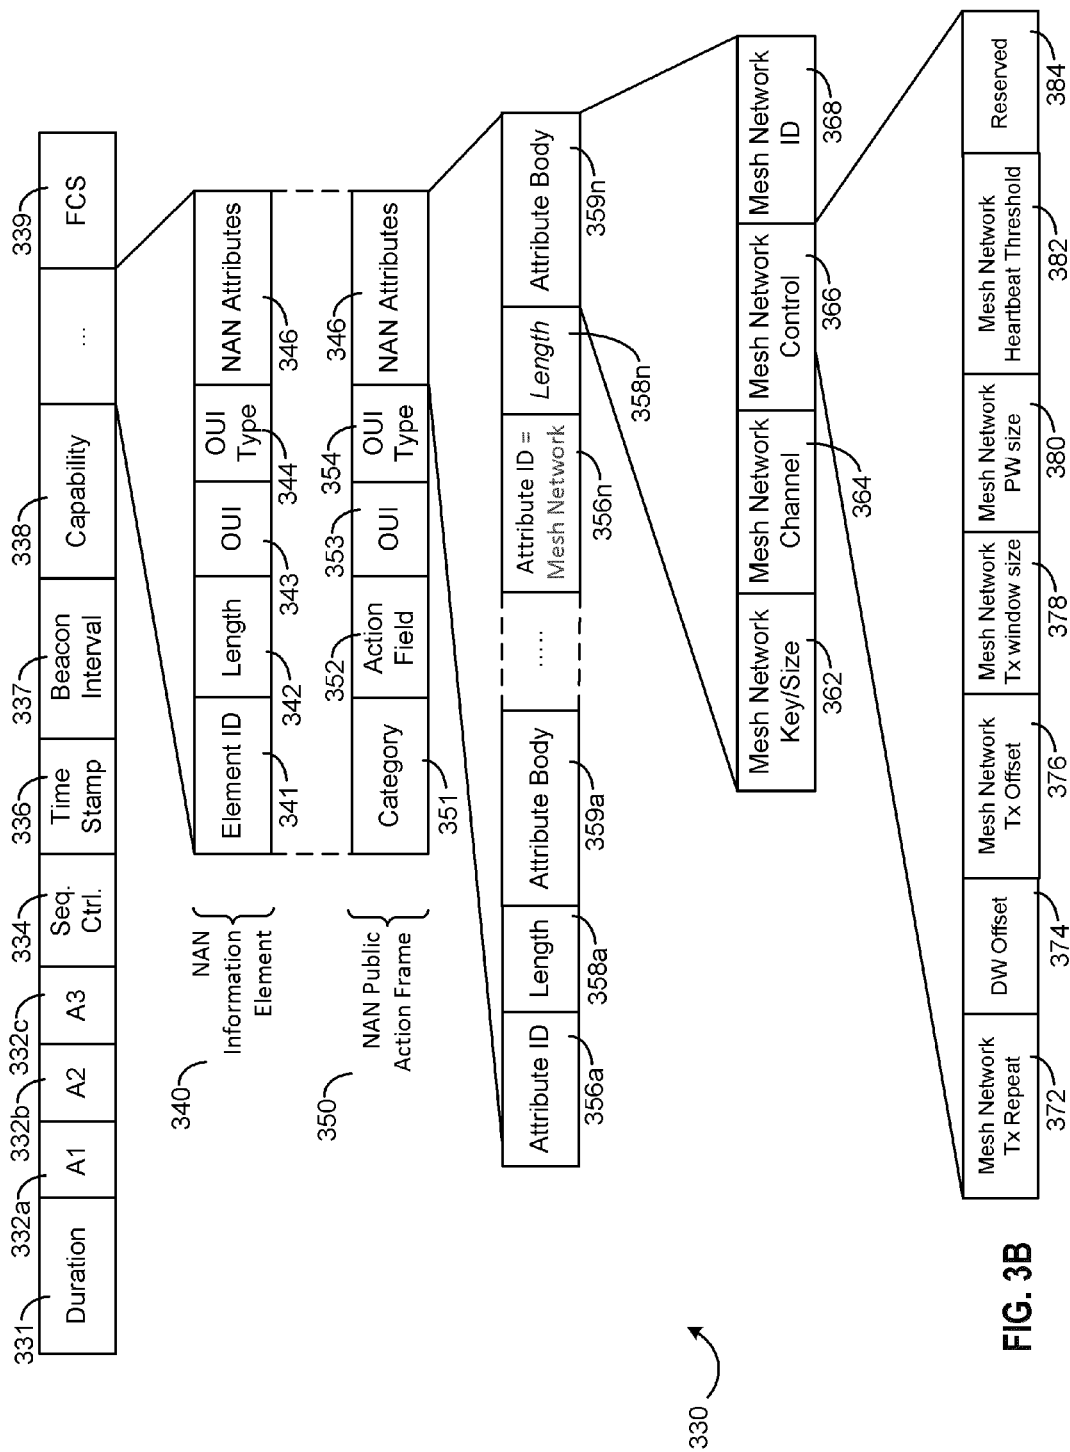 331
332a
332b
332c
334
336
337
338
339
Duration
A1
A2
A3
Seq.
Ctrl.
Time
Stamp
Beacon
Interval
Capability
...
FCS
340
NAN
Information
Element
Element ID
Length
OUI
OUI
Type
NAN Attributes
341
342
343
344
346
350
NAN Public
Action Frame
352
353
354
346
Category
Action
Field
OUI
OUI
Type
NAN Attributes
351
Attribute ID
Length
Attribute Body
.....
Attribute ID =
Mesh Network
Length
Attribute Body
356a
358a
359a
356n
358n
359n
Mesh Network
Key/Size
Mesh Network
Channel
Mesh Network
Control
Mesh Network
ID
362
364
366
368
330
Mesh Network
Tx Repeat
DW Offset
Mesh Network
Tx Offset
Mesh Network
Tx window size
Mesh Network
PW size
Mesh Network
Heartbeat Threshold
Reserved
372
374
376
378
380
382
384
FIG. 3B